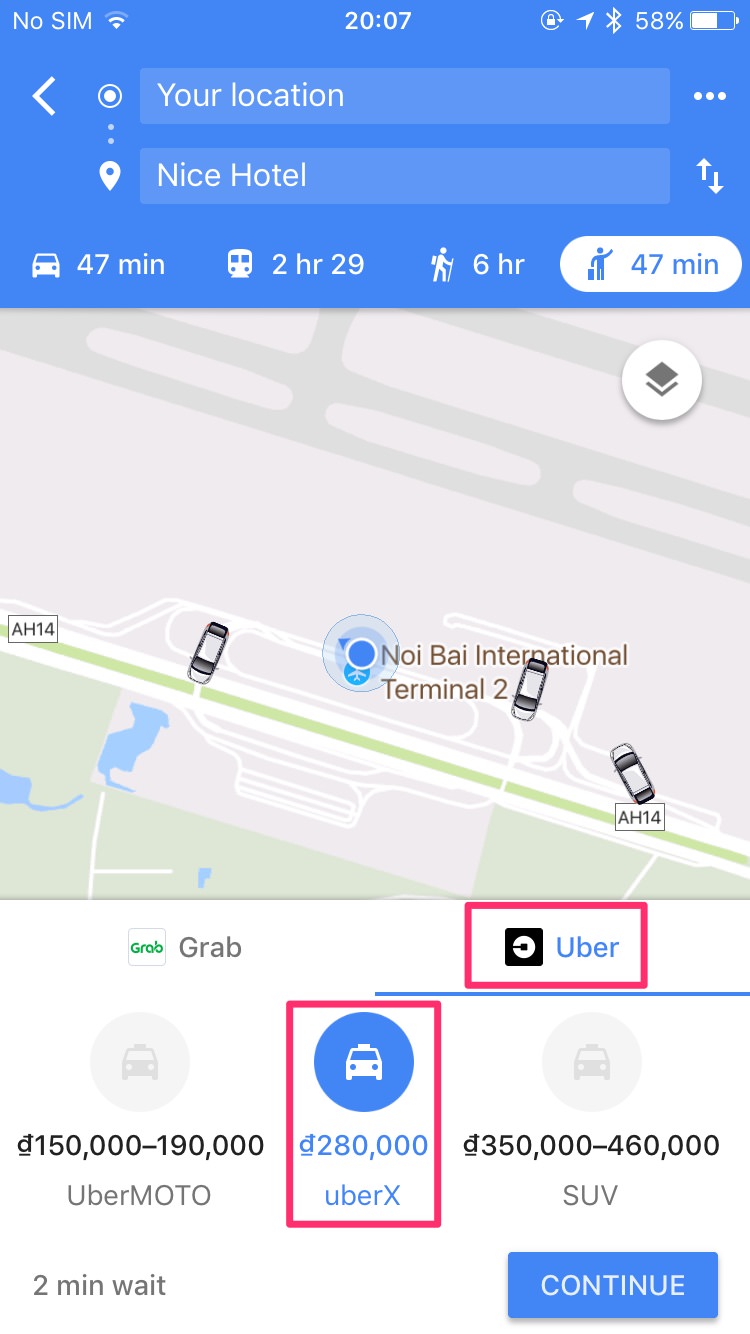 No SIM 20:07 58%
Your location
Nice Hotel
47 min 2 hr 29 6 hr 47 min
AH14
Noi Bai International
Terminal 2
AH14
Grab Grab Uber
₫150,000–190,000 ₫280,000 ₫350,000–460,000
UberMOTO uberX SUV
2 min wait CONTINUE